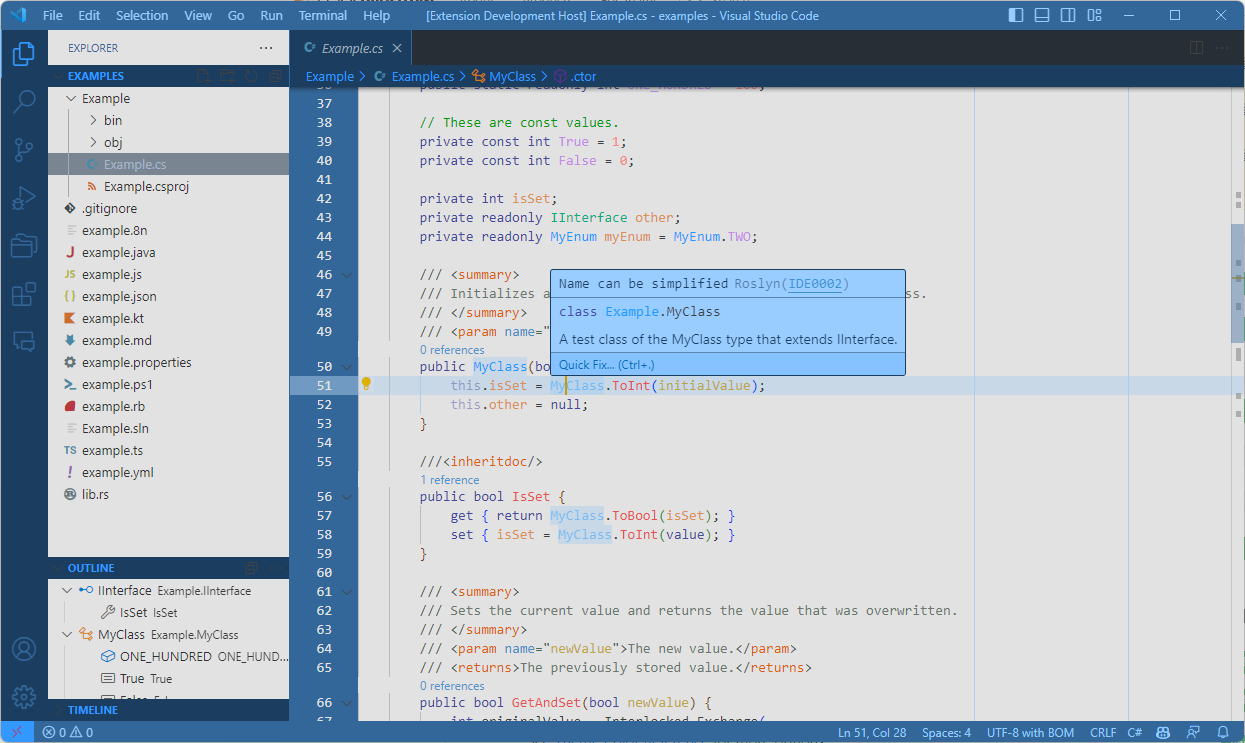 File Edit Selection View Go Run Terminal Help [Extension Development Host] Example.cs - examples - Visual Studio Code
EXPLORER ···
EXAMPLES
Example
bin
obj
Example.cs
Example.csproj
.gitignore
example.8n
example.java
JS example.js
example.json
example.kt
example.md
example.properties
example.ps1
example.rb
Example.sln
TS example.ts
example.yml
lib.rs
OUTLINE
IInterface Example.IInterface
IsSet IsSet
MyClass Example.MyClass
ONE_HUNDRED ONE_HUND...
True True
TIMELINE
Example.cs
Example > Example.cs > MyClass > .ctor
37
38 // These are const values.
39 private const int True = 1;
40 private const int False = 0;
41
42 private int isSet;
43 private readonly IInterface other;
44 private readonly MyEnum myEnum = MyEnum.TWO;
45
46 /// <summary>
47 /// Initializes ss.
48 /// </summary>
49 /// <param name="
0 references
50 public MyClass(
51 this.isSet = MyClass.ToInt(initialValue);
52 this.other = null;
53 }
54
55 ///<inheritdoc/>
1 reference
56 public bool IsSet {
57 get { return MyClass.ToBool(isSet); }
58 set { isSet = MyClass.ToInt(value); }
59 }
60
61 /// <summary>
62 /// Sets the current value and returns the value that was overwritten.
63 /// </summary>
64 /// <param name="newValue">The new value.</param>
65 /// <returns>The previously stored value.</returns>
0 references
66 public bool GetAndSet(bool newValue) {
Name can be simplified Roslyn(IDE0002)
class Example.MyClass
A test class of the MyClass type that extends IInterface.
Quick Fix... (Ctrl+.)
0 0 Ln 51, Col 28 Spaces: 4 UTF-8 with BOM CRLF C#